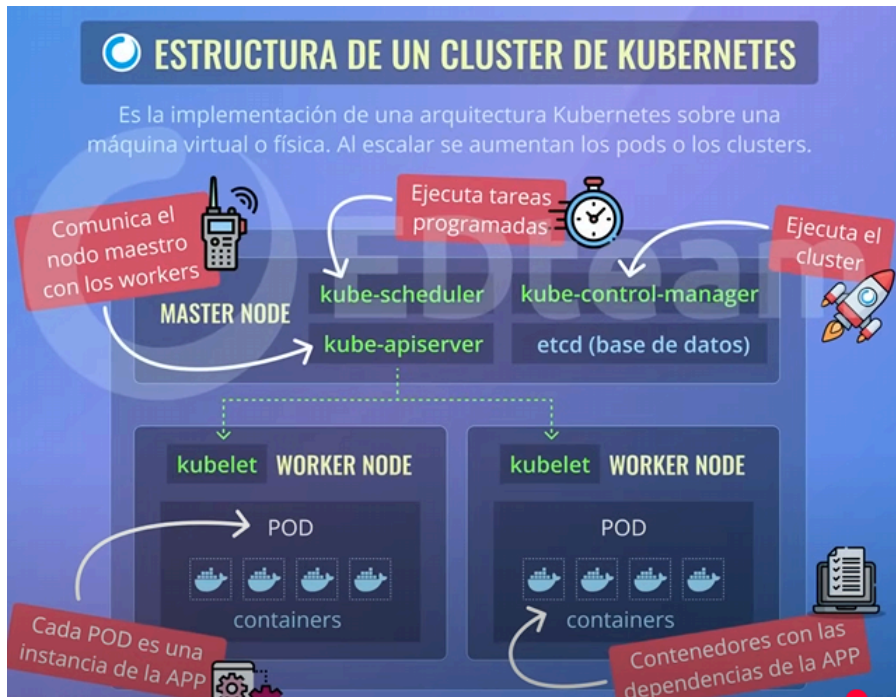 ESTRUCTURA DE UN CLUSTER DE KUBERNETES
Es la implementación de una arquitectura Kubernetes sobre una
máquina virtual o física. Al escalar se aumentan los pods o los clusters.
Comunica el
nodo maestro
con los workers
Ejecuta tareas
programadas
Ejecuta el
cluster
EDteam
MASTER NODE
kube-scheduler
kube-control-manager
kube-apiserver
etcd (base de datos)
kubelet WORKER NODE
POD
containers
kubelet WORKER NODE
POD
containers
Cada POD es una
instancia de la APP
Contenedores con las
dependencias de la APP